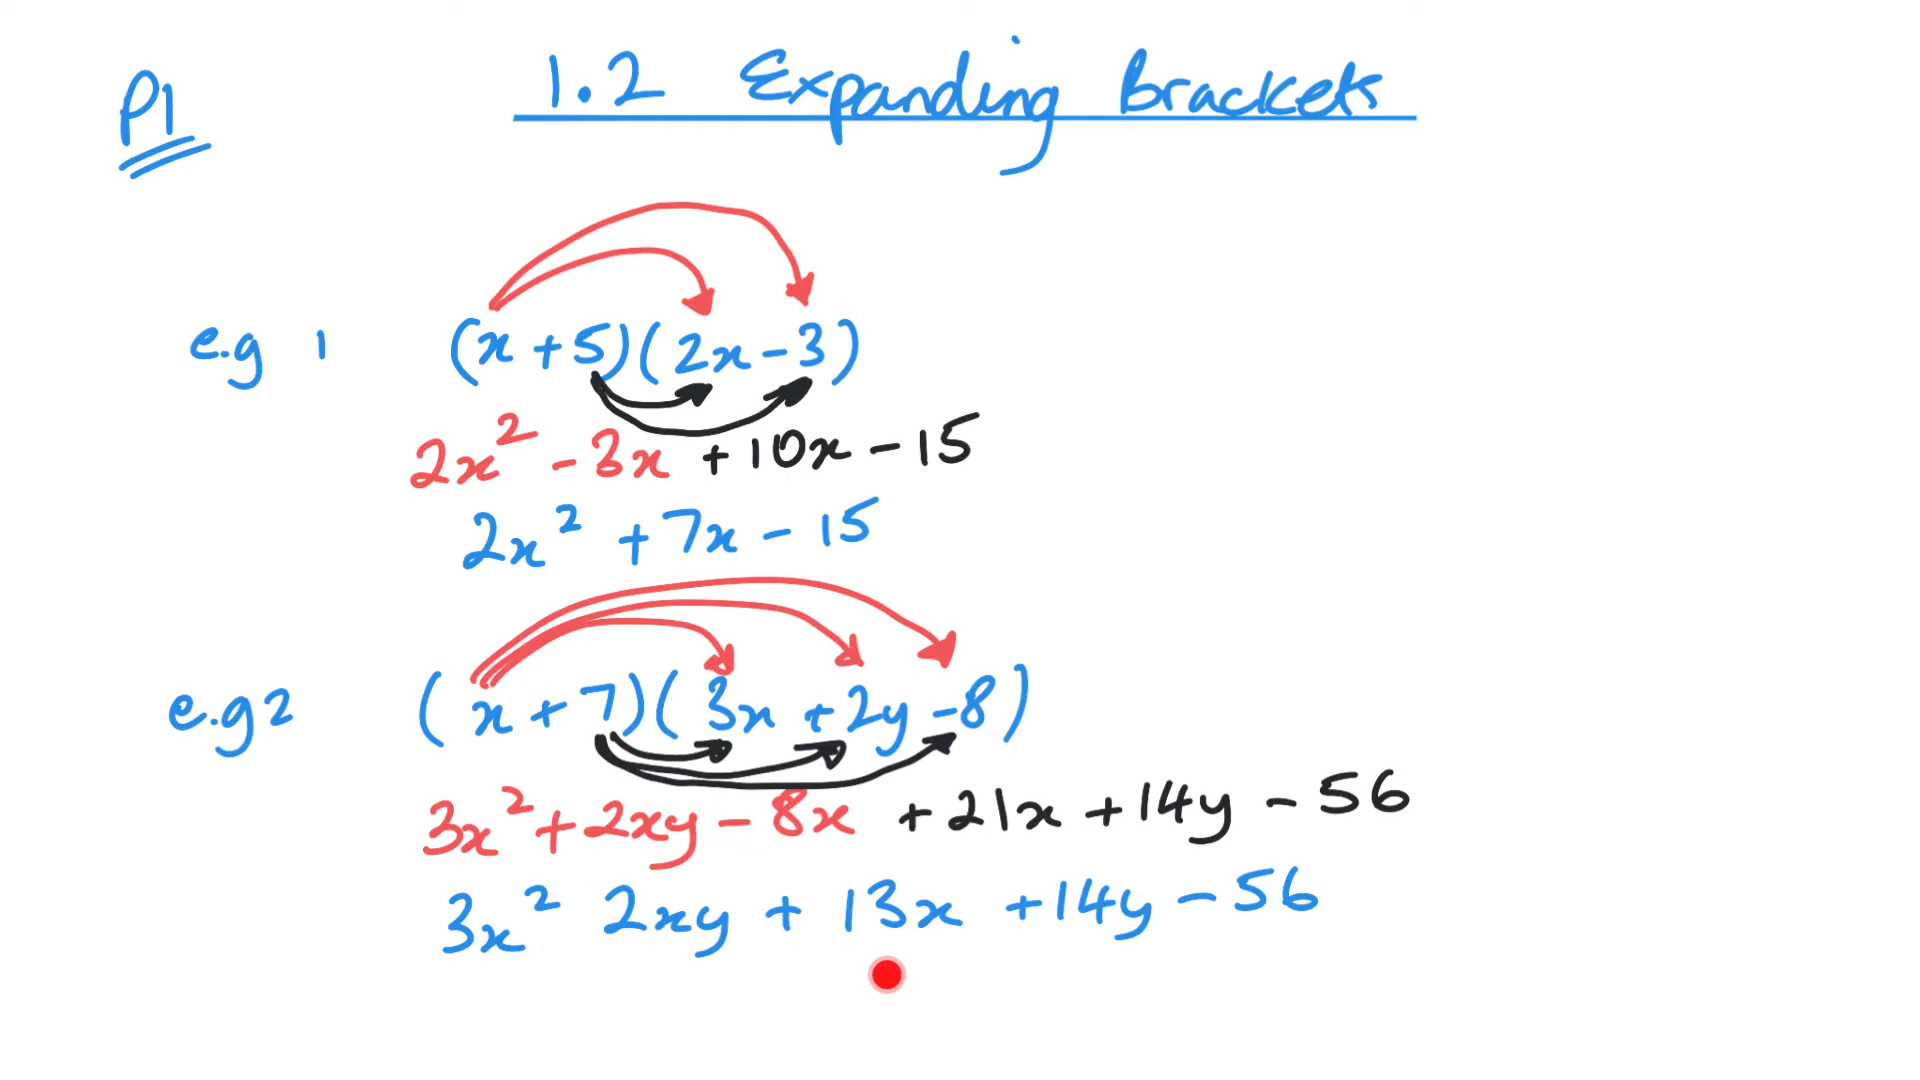 P1
1.2 Expanding Brackets
e.g 1 (x + 5)(2x - 3)
2x² - 3x + 10x - 15
2x² + 7x - 15
e.g 2 (x + 7)(3x + 2y - 8)
3x² + 2xy - 8x + 21x + 14y - 56
3x² 2xy + 13x + 14y - 56